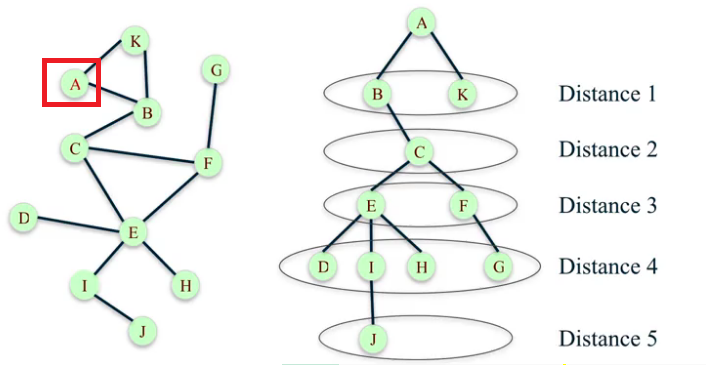 K
A
G
B
C
F
D
E
I
H
J
A
B K Distance 1
C Distance 2
E F Distance 3
D I H G Distance 4
J Distance 5